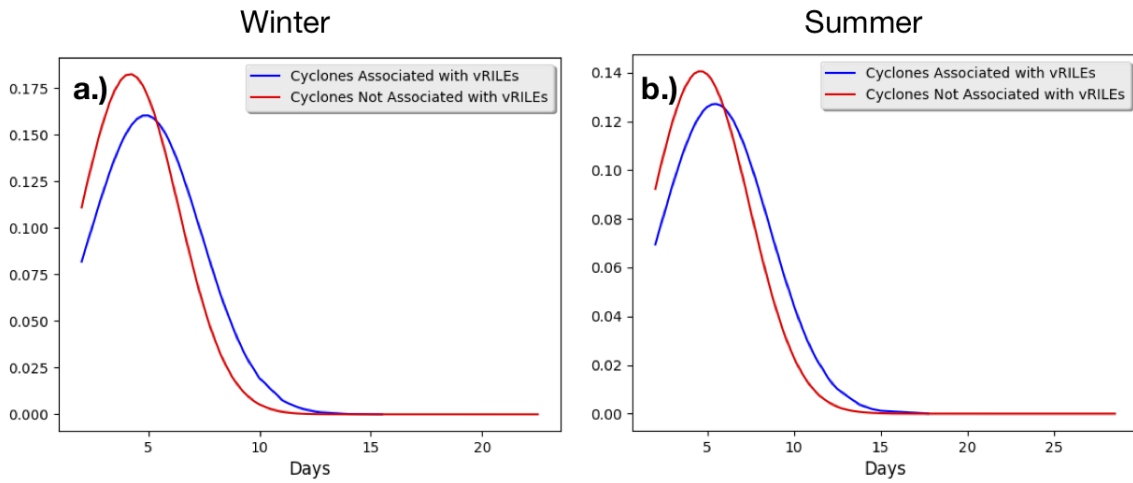 Winter
a.)
Cyclones Associated with vRILEs
Cyclones Not Associated with vRILEs
0.175
0.150
0.125
0.100
0.075
0.050
0.025
0.000
5 10 15 20
Days
Summer
b.)
Cyclones Associated with vRILEs
Cyclones Not Associated with vRILEs
0.14
0.12
0.10
0.08
0.06
0.04
0.02
0.00
5 10 15 20 25
Days